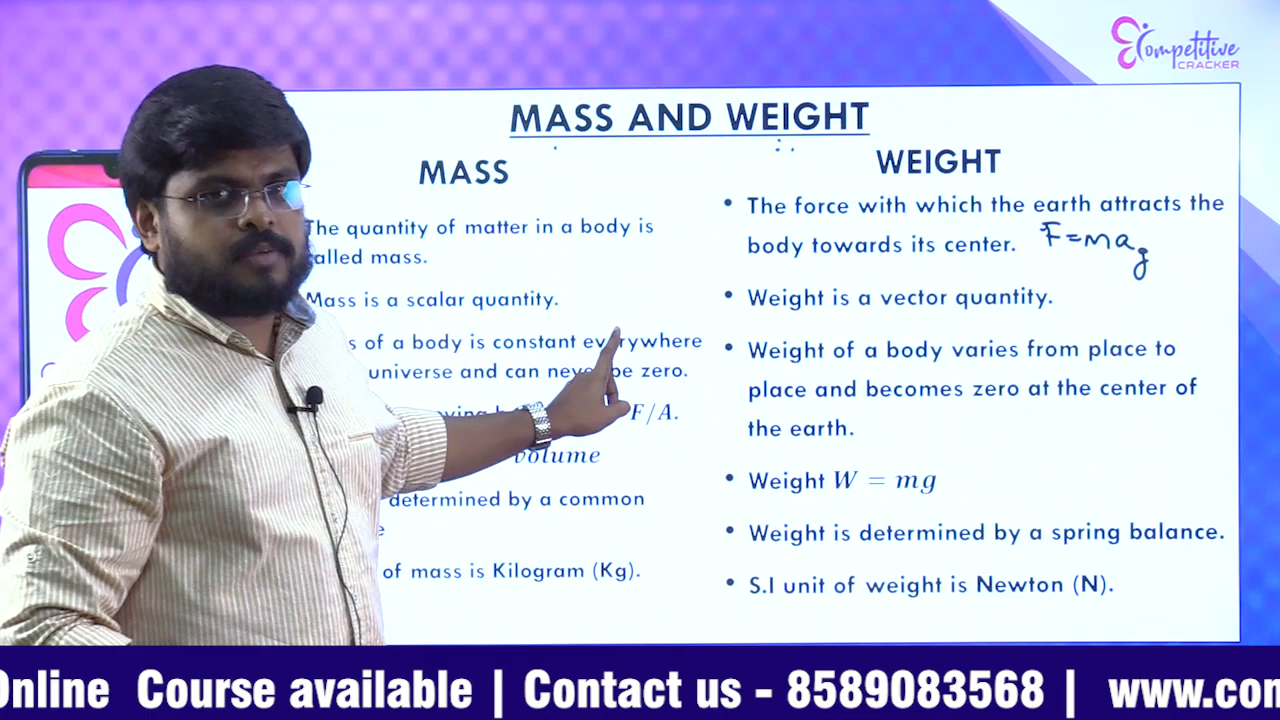 Competitive
CRACKER
MASS AND WEIGHT
MASS
The quantity of matter in a body is
called mass.
Mass is a scalar quantity.
of a body is constant everywhere
universe and can never be zero.
F/A.
volume
determined by a common
of mass is Kilogram (Kg).
WEIGHT
• The force with which the earth attracts the
body towards its center. F=mag
• Weight is a vector quantity.
• Weight of a body varies from place to
place and becomes zero at the center of
the earth.
• Weight W = mg
• Weight is determined by a spring balance.
• S.I unit of weight is Newton (N).
Online Course available | Contact us - 8589083568 | www.com